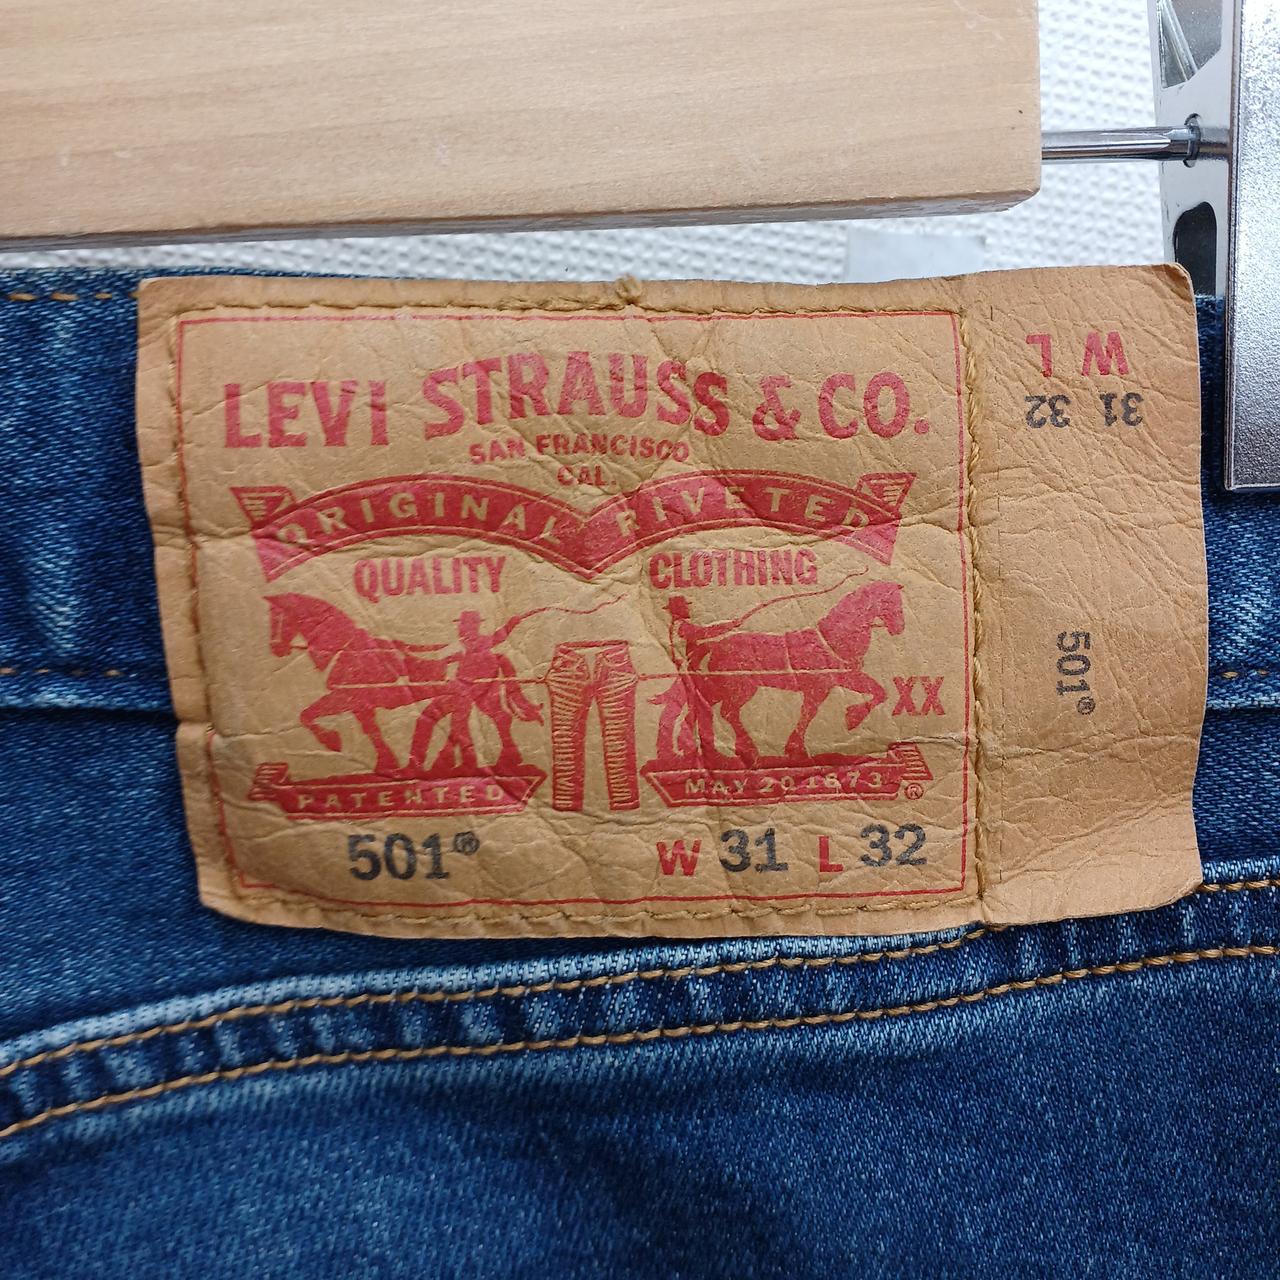 LEVI STRAUSS & CO.
SAN FRANCISCO
CAL.
ORIGINAL RIVETED
QUALITY CLOTHING
XX
PATENTED MAY 20 1873 ®
501® W 31 L 32
W L
31 32
501®